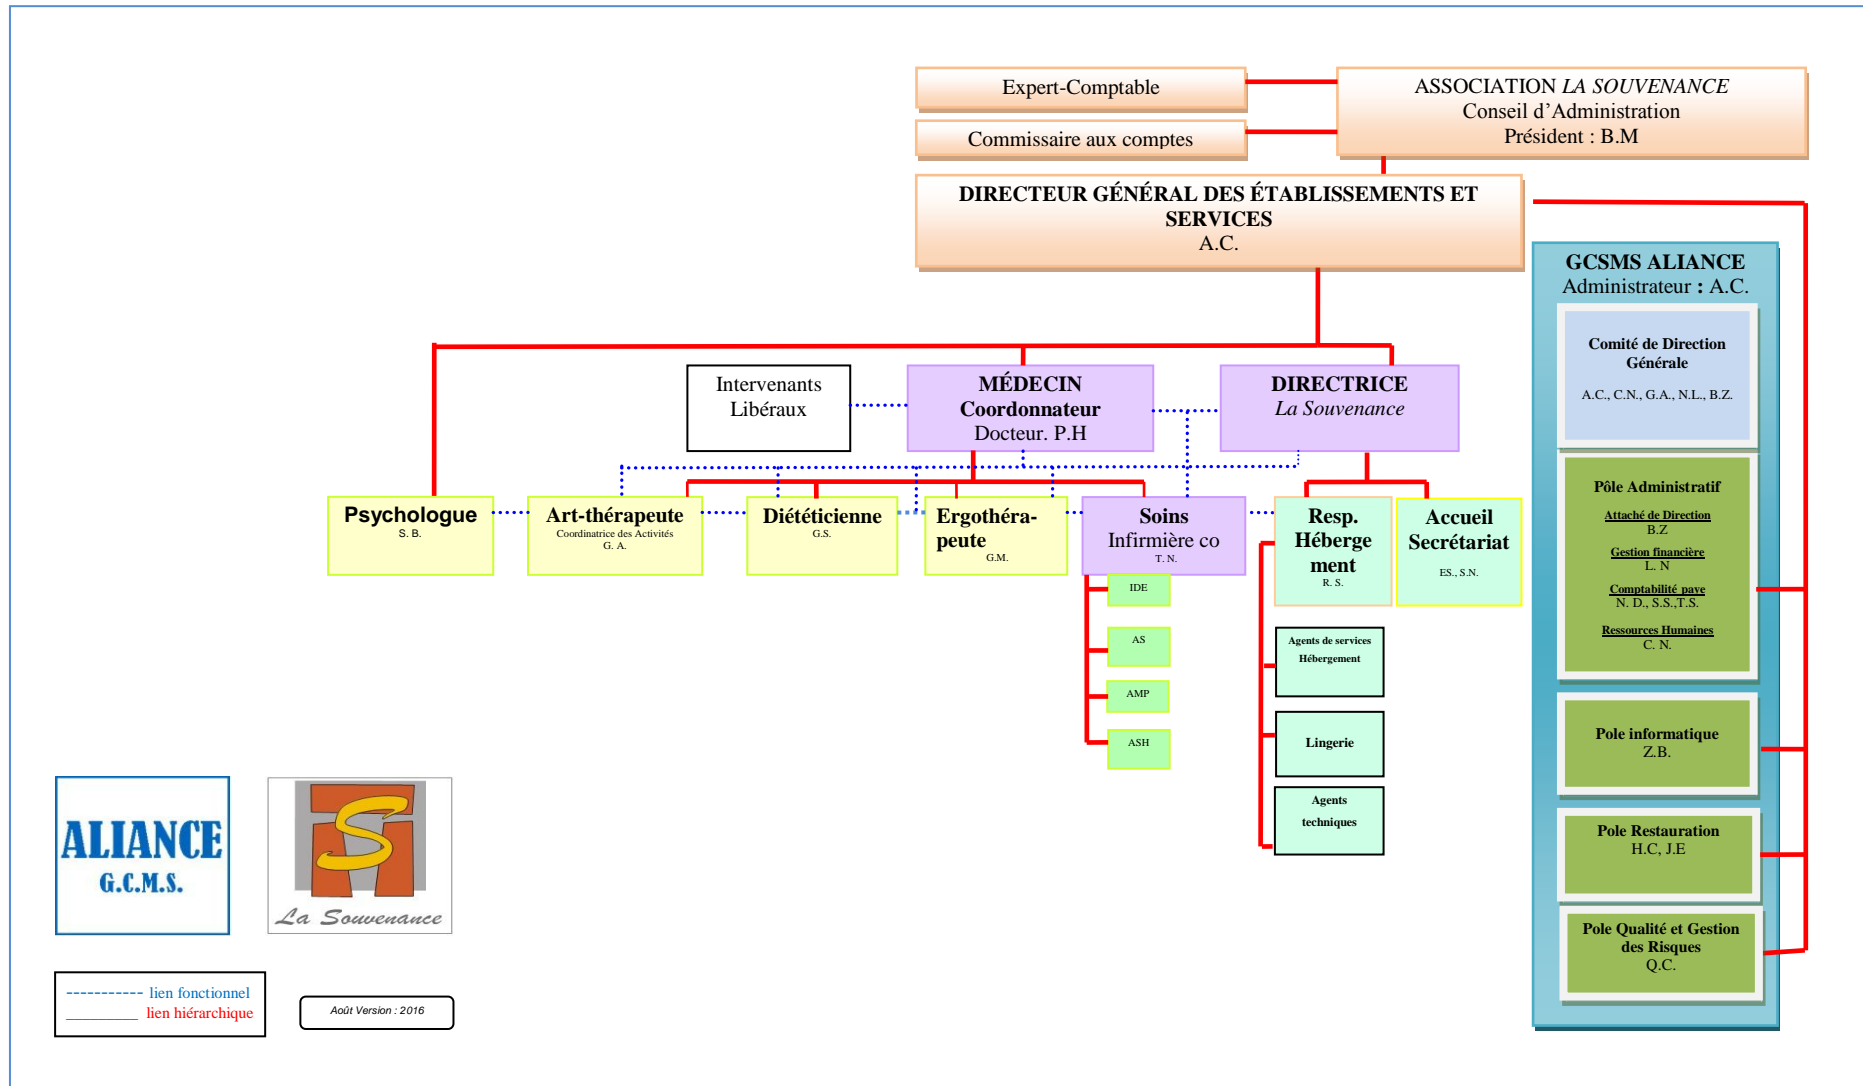 Expert-Comptable
Commissaire aux comptes
ASSOCIATION LA SOUVENANCE
Conseil d’Administration
Président : B.M
DIRECTEUR GÉNÉRAL DES ÉTABLISSEMENTS ET
SERVICES
A.C.
GCSMS ALIANCE
Administrateur : A.C.
Comité de Direction
Générale
A.C., C.N., G.A., N.L., B.Z.
Pôle Administratif
Attaché de Direction
B.Z
Gestion financière
L. N
Comptabilité paye
N. D., S.S.,T.S.
Ressources Humaines
C. N.
Pole informatique
Z.B.
Pole Restauration
H.C, J.E
Pole Qualité et Gestion
des Risques
Q.C.
Intervenants
Libéraux
MÉDECIN
Coordonnateur
Docteur. P.H
DIRECTRICE
La Souvenance
Psychologue
S. B.
Art-thérapeute
Coordinatrice des Activités
G. A.
Diététicienne
G.S.
Ergothéra-
peute
G.M.
Soins
Infirmière co
T. N.
IDE
AS
AMP
ASH
Resp.
Héberge
ment
R. S.
Accueil
Secrétariat
ES., S.N.
Agents de services
Hébergement
Lingerie
Agents
techniques
ALIANCE
G.C.M.S.
S
La Souvenance
----------- lien fonctionnel
_________ lien hiérarchique
Août Version : 2016